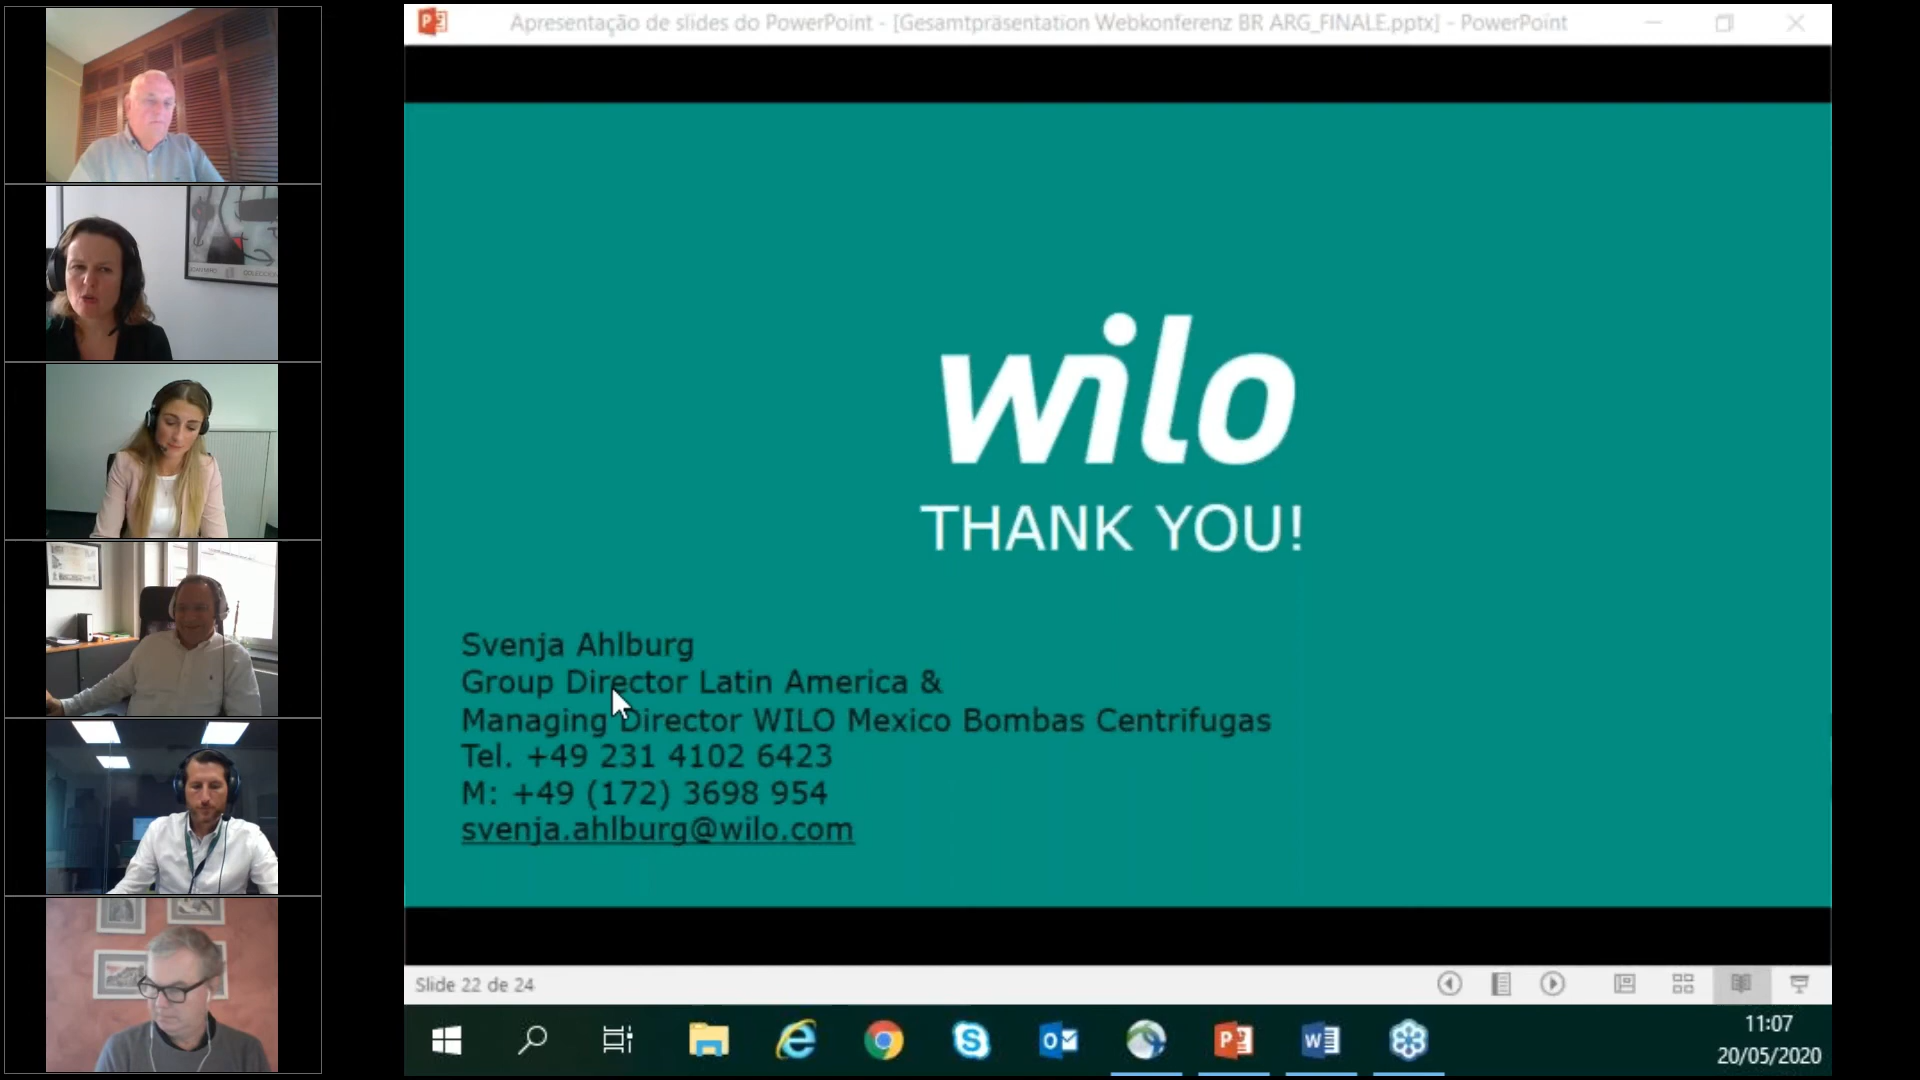 Apresentação de slides do PowerPoint - [Gesamtpräsentation Webkonferenz BR ARG_FINALE.pptx] - PowerPoint
wilo
THANK YOU!
Svenja Ahlburg
Group Director Latin America &
Managing Director WILO Mexico Bombas Centrifugas
Tel. +49 231 4102 6423
M: +49 (172) 3698 954
svenja.ahlburg@wilo.com
Slide 22 de 24
11:07
20/05/2020